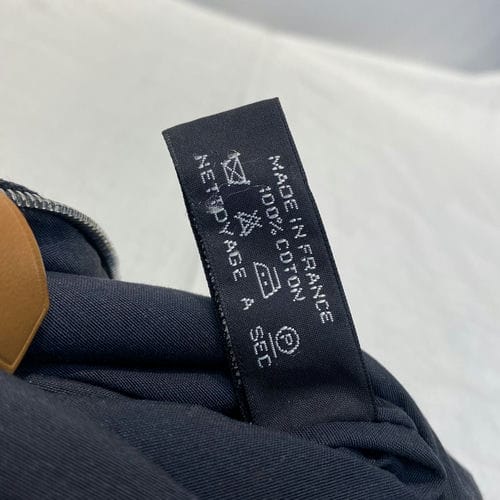 MADE IN FRANCE
100% COTON
P
NETTOYAGE A SEC